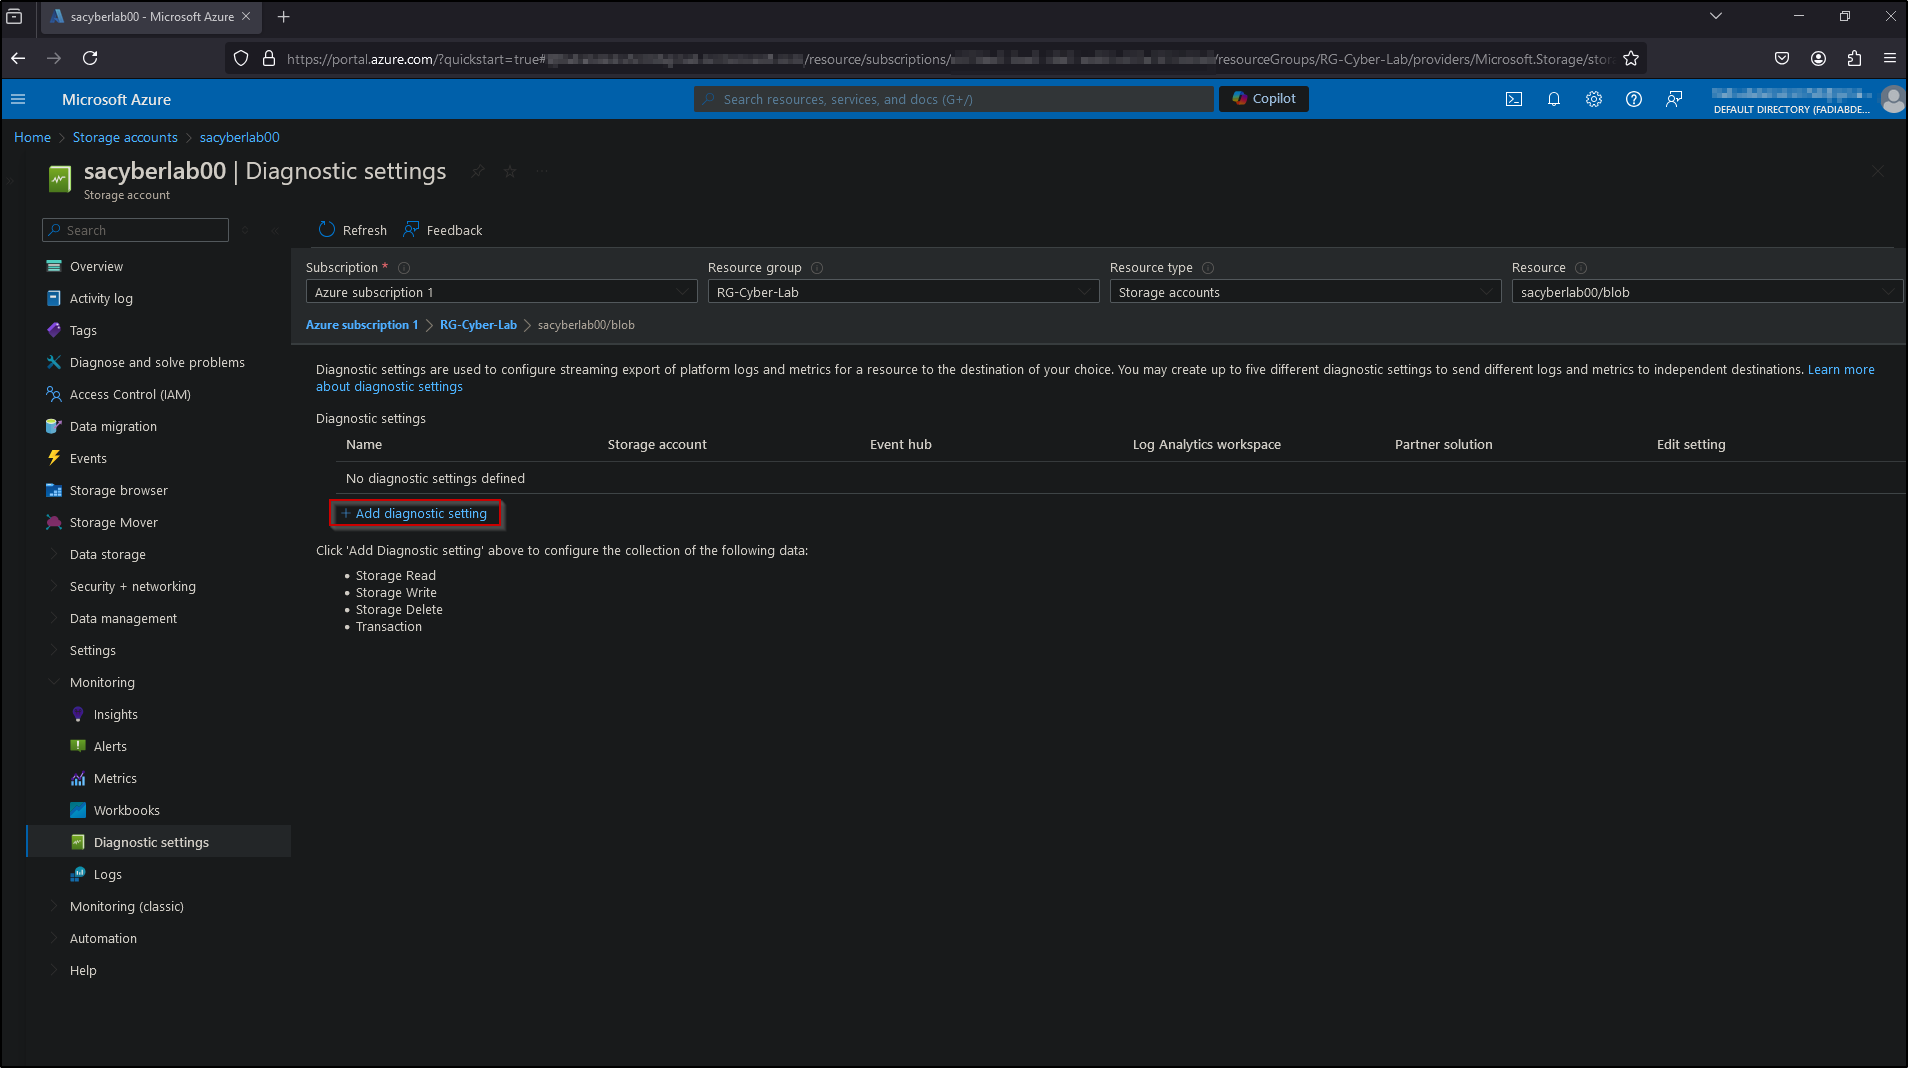 sacyberlab00 - Microsoft Azure
https://portal.azure.com/?quickstart=true# /resource/subscriptions/ /resourceGroups/RG-Cyber-Lab/providers/Microsoft.Storage/stor
Microsoft Azure
Search resources, services, and docs (G+/)
Copilot
DEFAULT DIRECTORY (FADIABDE...
Home > Storage accounts > sacyberlab00
sacyberlab00 | Diagnostic settings
Storage account
Search
Refresh
Feedback
Overview
Activity log
Tags
Diagnose and solve problems
Access Control (IAM)
Data migration
Events
Storage browser
Storage Mover
Data storage
Security + networking
Data management
Settings
Monitoring
Insights
Alerts
Metrics
Workbooks
Diagnostic settings
Logs
Monitoring (classic)
Automation
Help
Subscription * Resource group Resource type Resource
Azure subscription 1 RG-Cyber-Lab Storage accounts sacyberlab00/blob
Azure subscription 1 > RG-Cyber-Lab > sacyberlab00/blob
Diagnostic settings are used to configure streaming export of platform logs and metrics for a resource to the destination of your choice. You may create up to five different diagnostic settings to send different logs and metrics to independent destinations. Learn more
about diagnostic settings
Diagnostic settings
Name Storage account Event hub Log Analytics workspace Partner solution Edit setting
No diagnostic settings defined
+ Add diagnostic setting
Click 'Add Diagnostic setting' above to configure the collection of the following data:
• Storage Read
• Storage Write
• Storage Delete
• Transaction